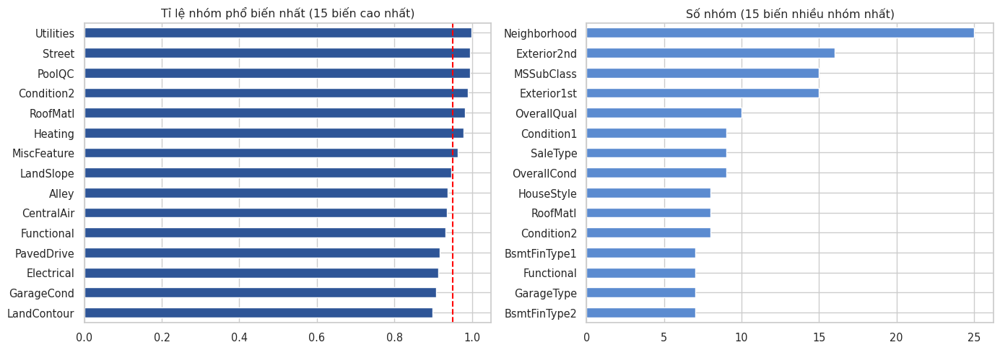 Tỉ lệ nhóm phổ biến nhất (15 biến cao nhất)
Utilities
Street
PoolQC
Condition2
RoofMatl
Heating
MiscFeature
LandSlope
Alley
CentralAir
Functional
PavedDrive
Electrical
GarageCond
LandContour
0.0 0.2 0.4 0.6 0.8 1.0
Số nhóm (15 biến nhiều nhóm nhất)
Neighborhood
Exterior2nd
MSSubClass
Exterior1st
OverallQual
Condition1
SaleType
OverallCond
HouseStyle
RoofMatl
Condition2
BsmtFinType1
Functional
GarageType
BsmtFinType2
0 5 10 15 20 25